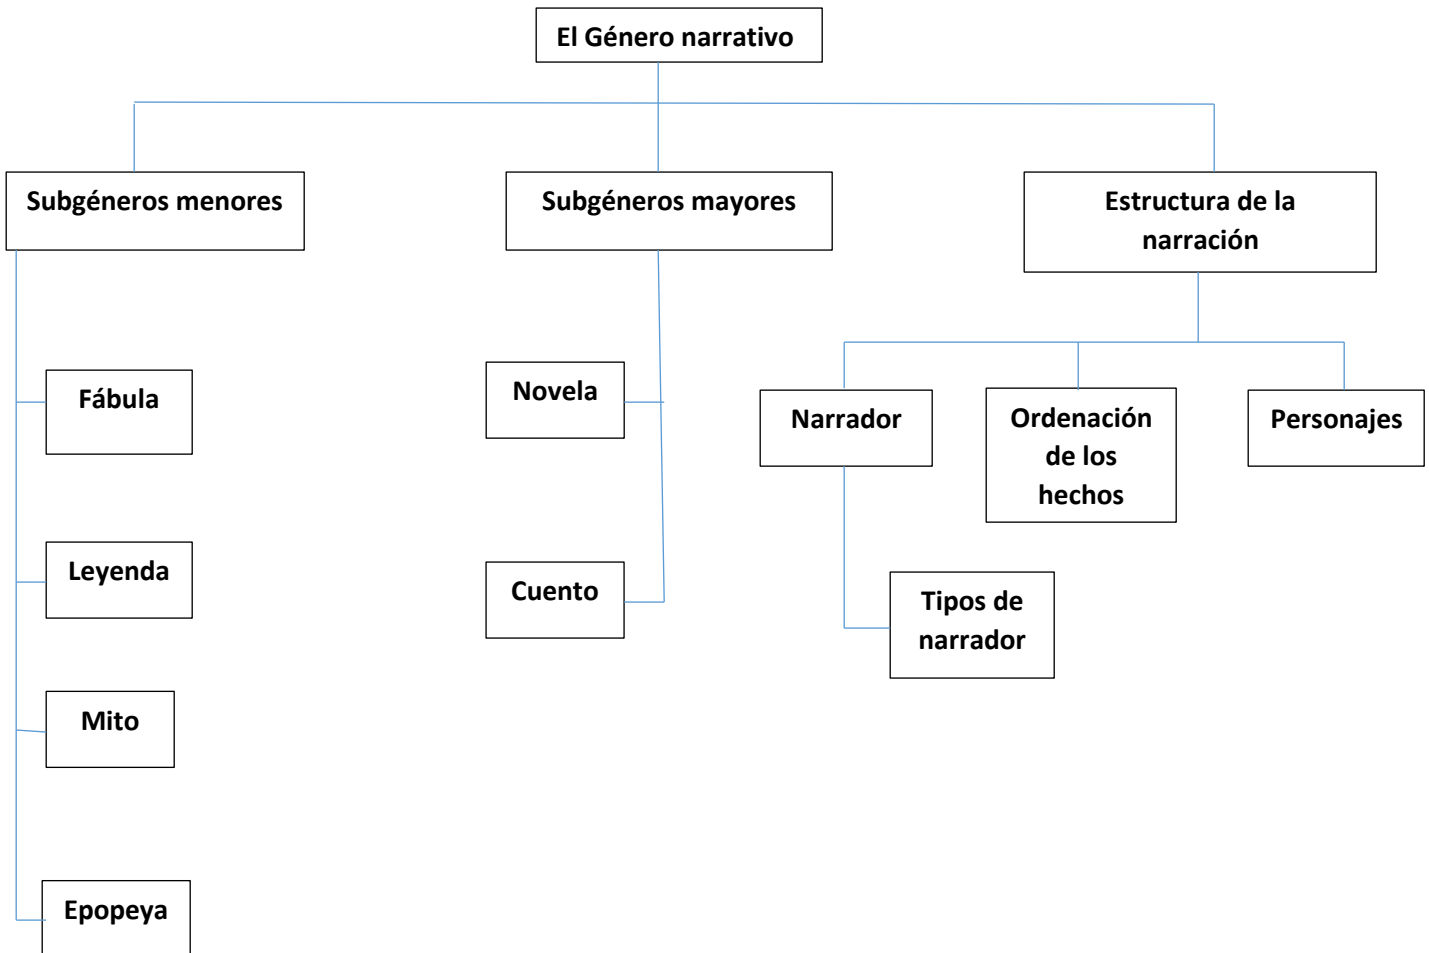 El Género narrativo
Subgéneros menores
Subgéneros mayores
Estructura de la
narración
Fábula
Leyenda
Mito
Epopeya
Novela
Cuento
Narrador
Ordenación
de los
hechos
Personajes
Tipos de
narrador